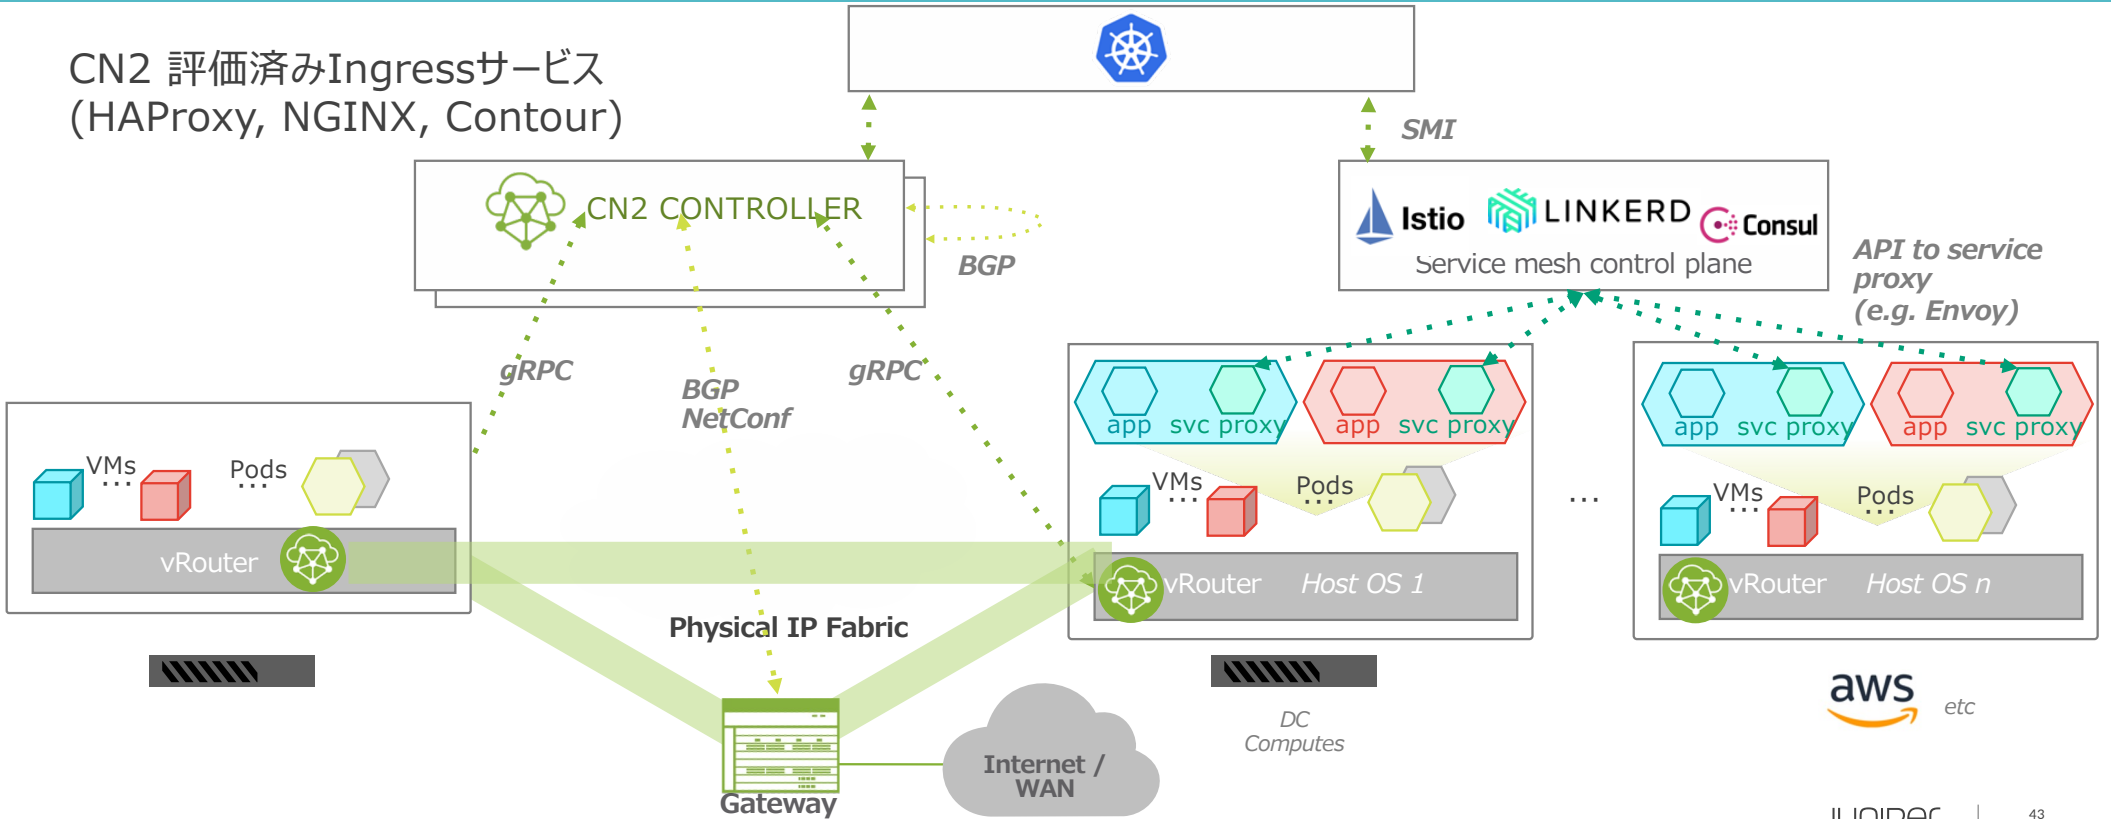 CN2 評価済みIngressサービス
(HAProxy, NGINX, Contour)
SMI
CN2 CONTROLLER
BGP
Istio
LINKERD
Consul
Service mesh control plane
API to service
proxy
(e.g. Envoy)
gRPC
BGP
NetConf
gRPC
app svc proxy
app svc proxy
app svc proxy
app svc proxy
VMs
...
Pods
...
VMs
...
Pods
...
...
VMs
...
Pods
...
vRouter
vRouter Host OS 1
vRouter Host OS n
Physical IP Fabric
DC
Computes
aws
etc
Internet /
WAN
Gateway
JUNIPER
43